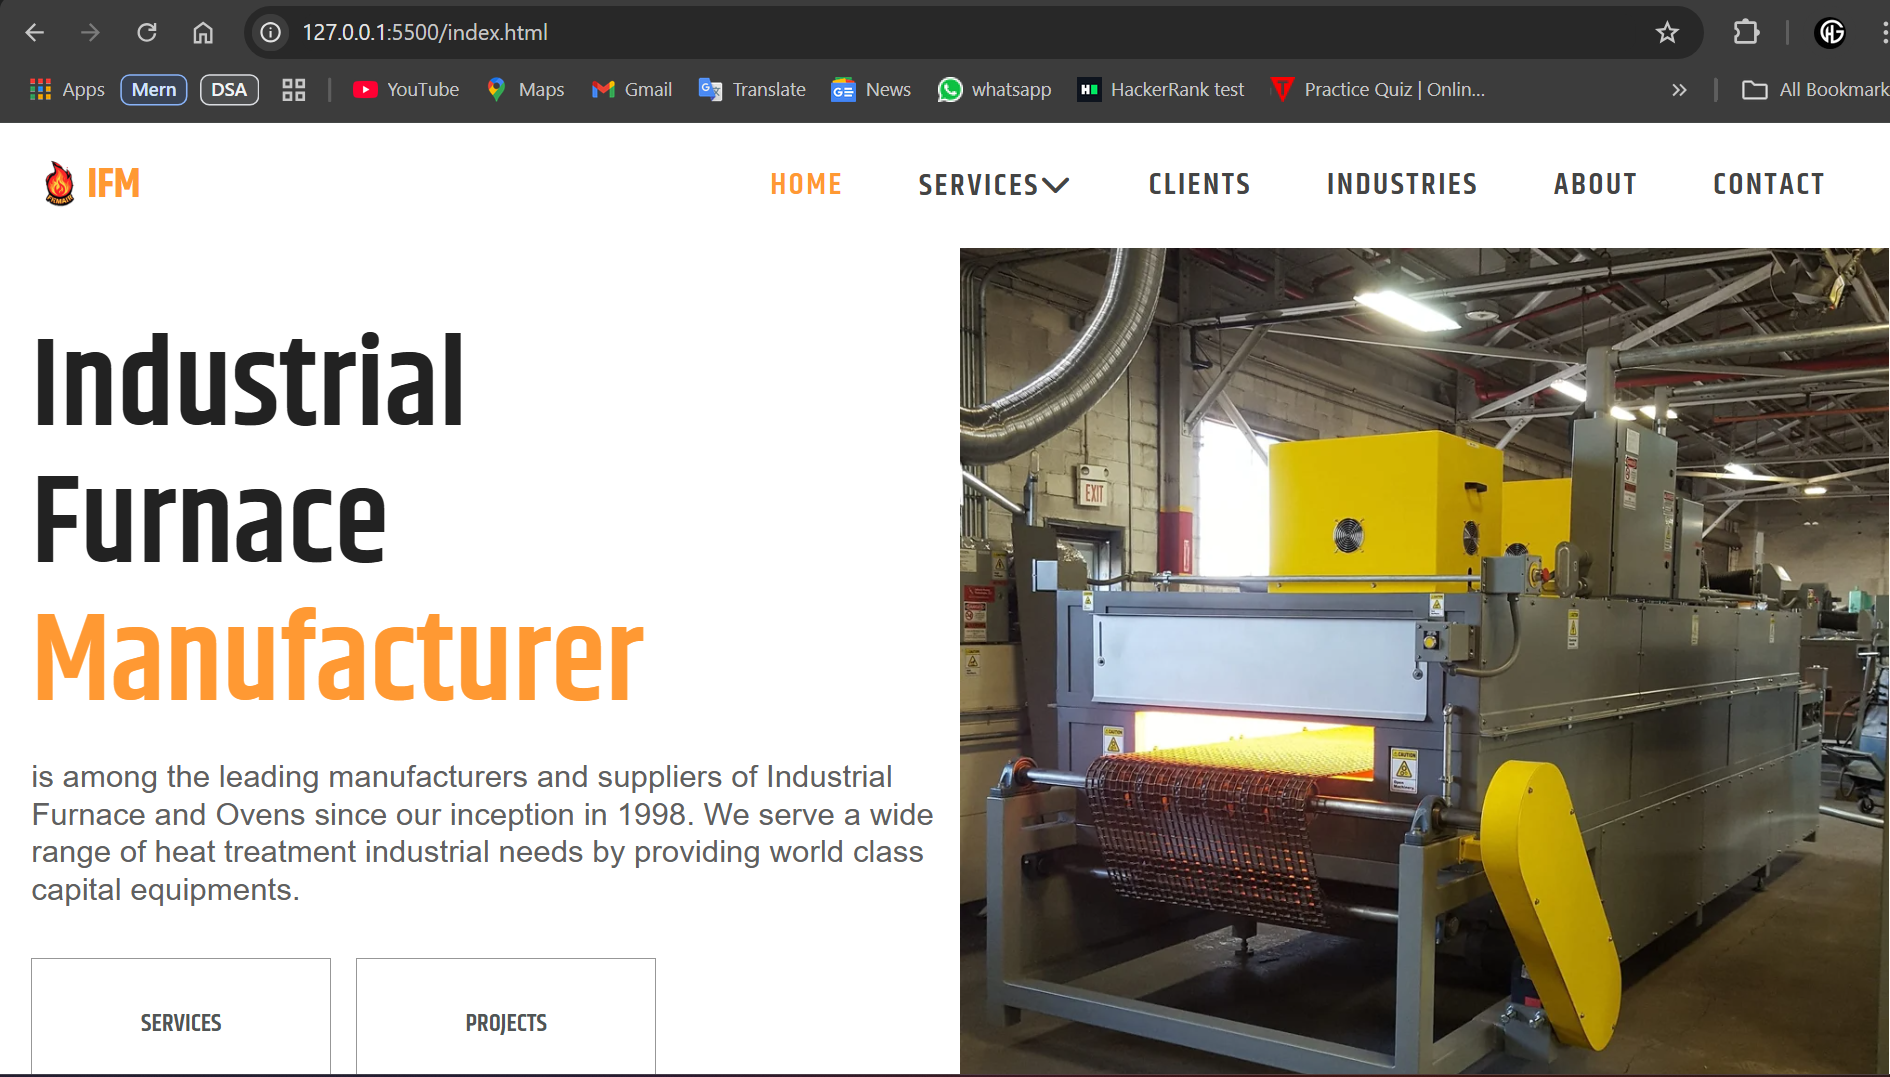 127.0.0.1:5500/index.html
Apps Mern DSA YouTube Maps Gmail Translate News whatsapp HackerRank test Practice Quiz | Onlin... » All Bookmark
IFM HOME SERVICES CLIENTS INDUSTRIES ABOUT CONTACT
Industrial
Furnace
Manufacturer
is among the leading manufacturers and suppliers of Industrial
Furnace and Ovens since our inception in 1998. We serve a wide
range of heat treatment industrial needs by providing world class
capital equipments.
SERVICES PROJECTS
EXIT
CAUTION